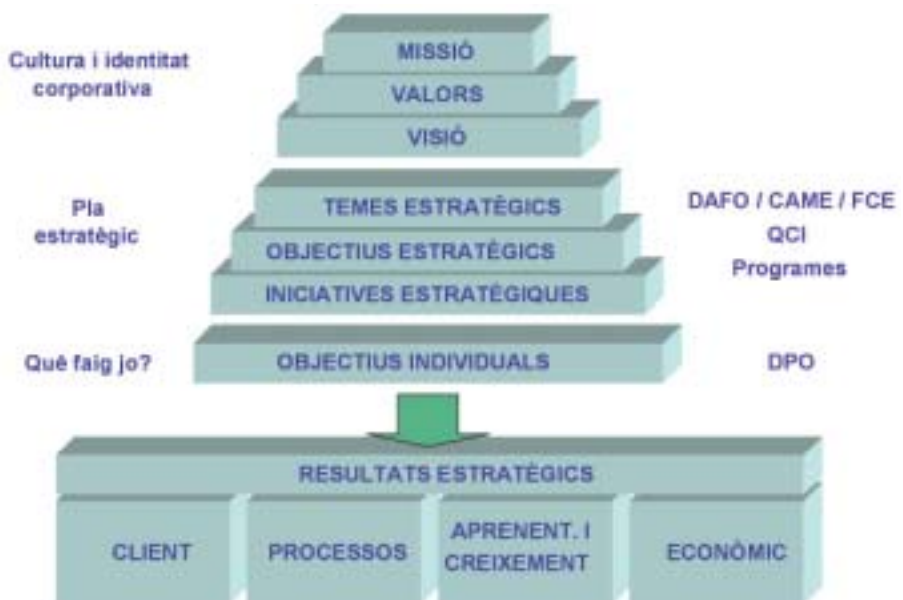 MISSIÓ
Cultura i identitat
corporativa
VALORS
VISIÓ
TEMES ESTRATÈGICS
Pla
estratègic
DAFO / CAME / FCE
OBJECTIUS ESTRATÈGICS
QCI
Programes
INICIATIVES ESTRATÈGIQUES
Què faig jo?
OBJECTIUS INDIVIDUALS
DPO
RESULTATS ESTRATÈGICS
CLIENT
PROCESSOS
APRENENT. I
CREIXEMENT
ECONÒMIC